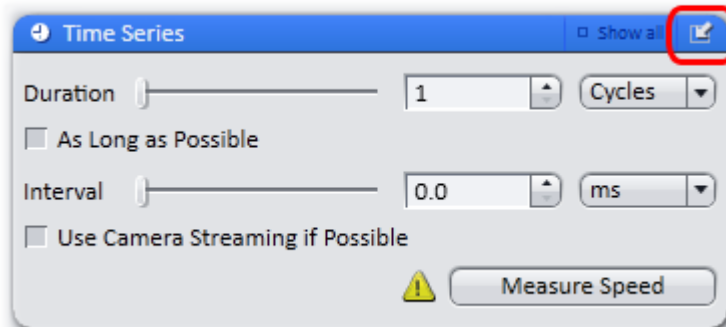 Time Series Show all
Duration 1 Cycles
As Long as Possible
Interval 0.0 ms
Use Camera Streaming if Possible
Measure Speed